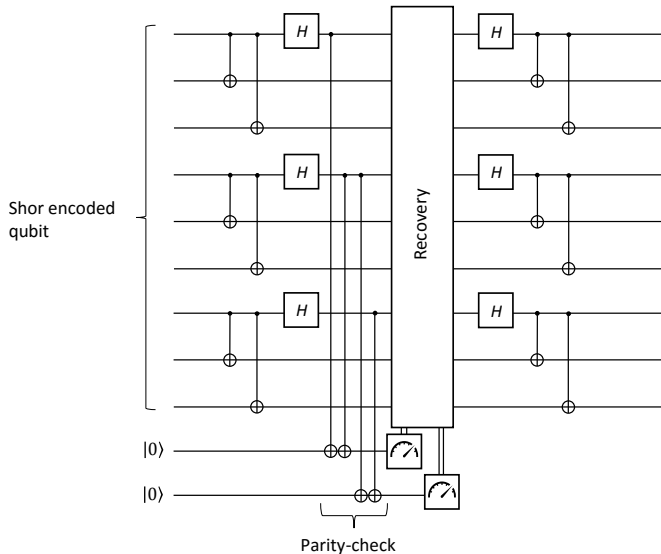 H
H
H
H
Shor encoded
qubit
Recovery
H
H
|0⟩
|0⟩
Parity-check